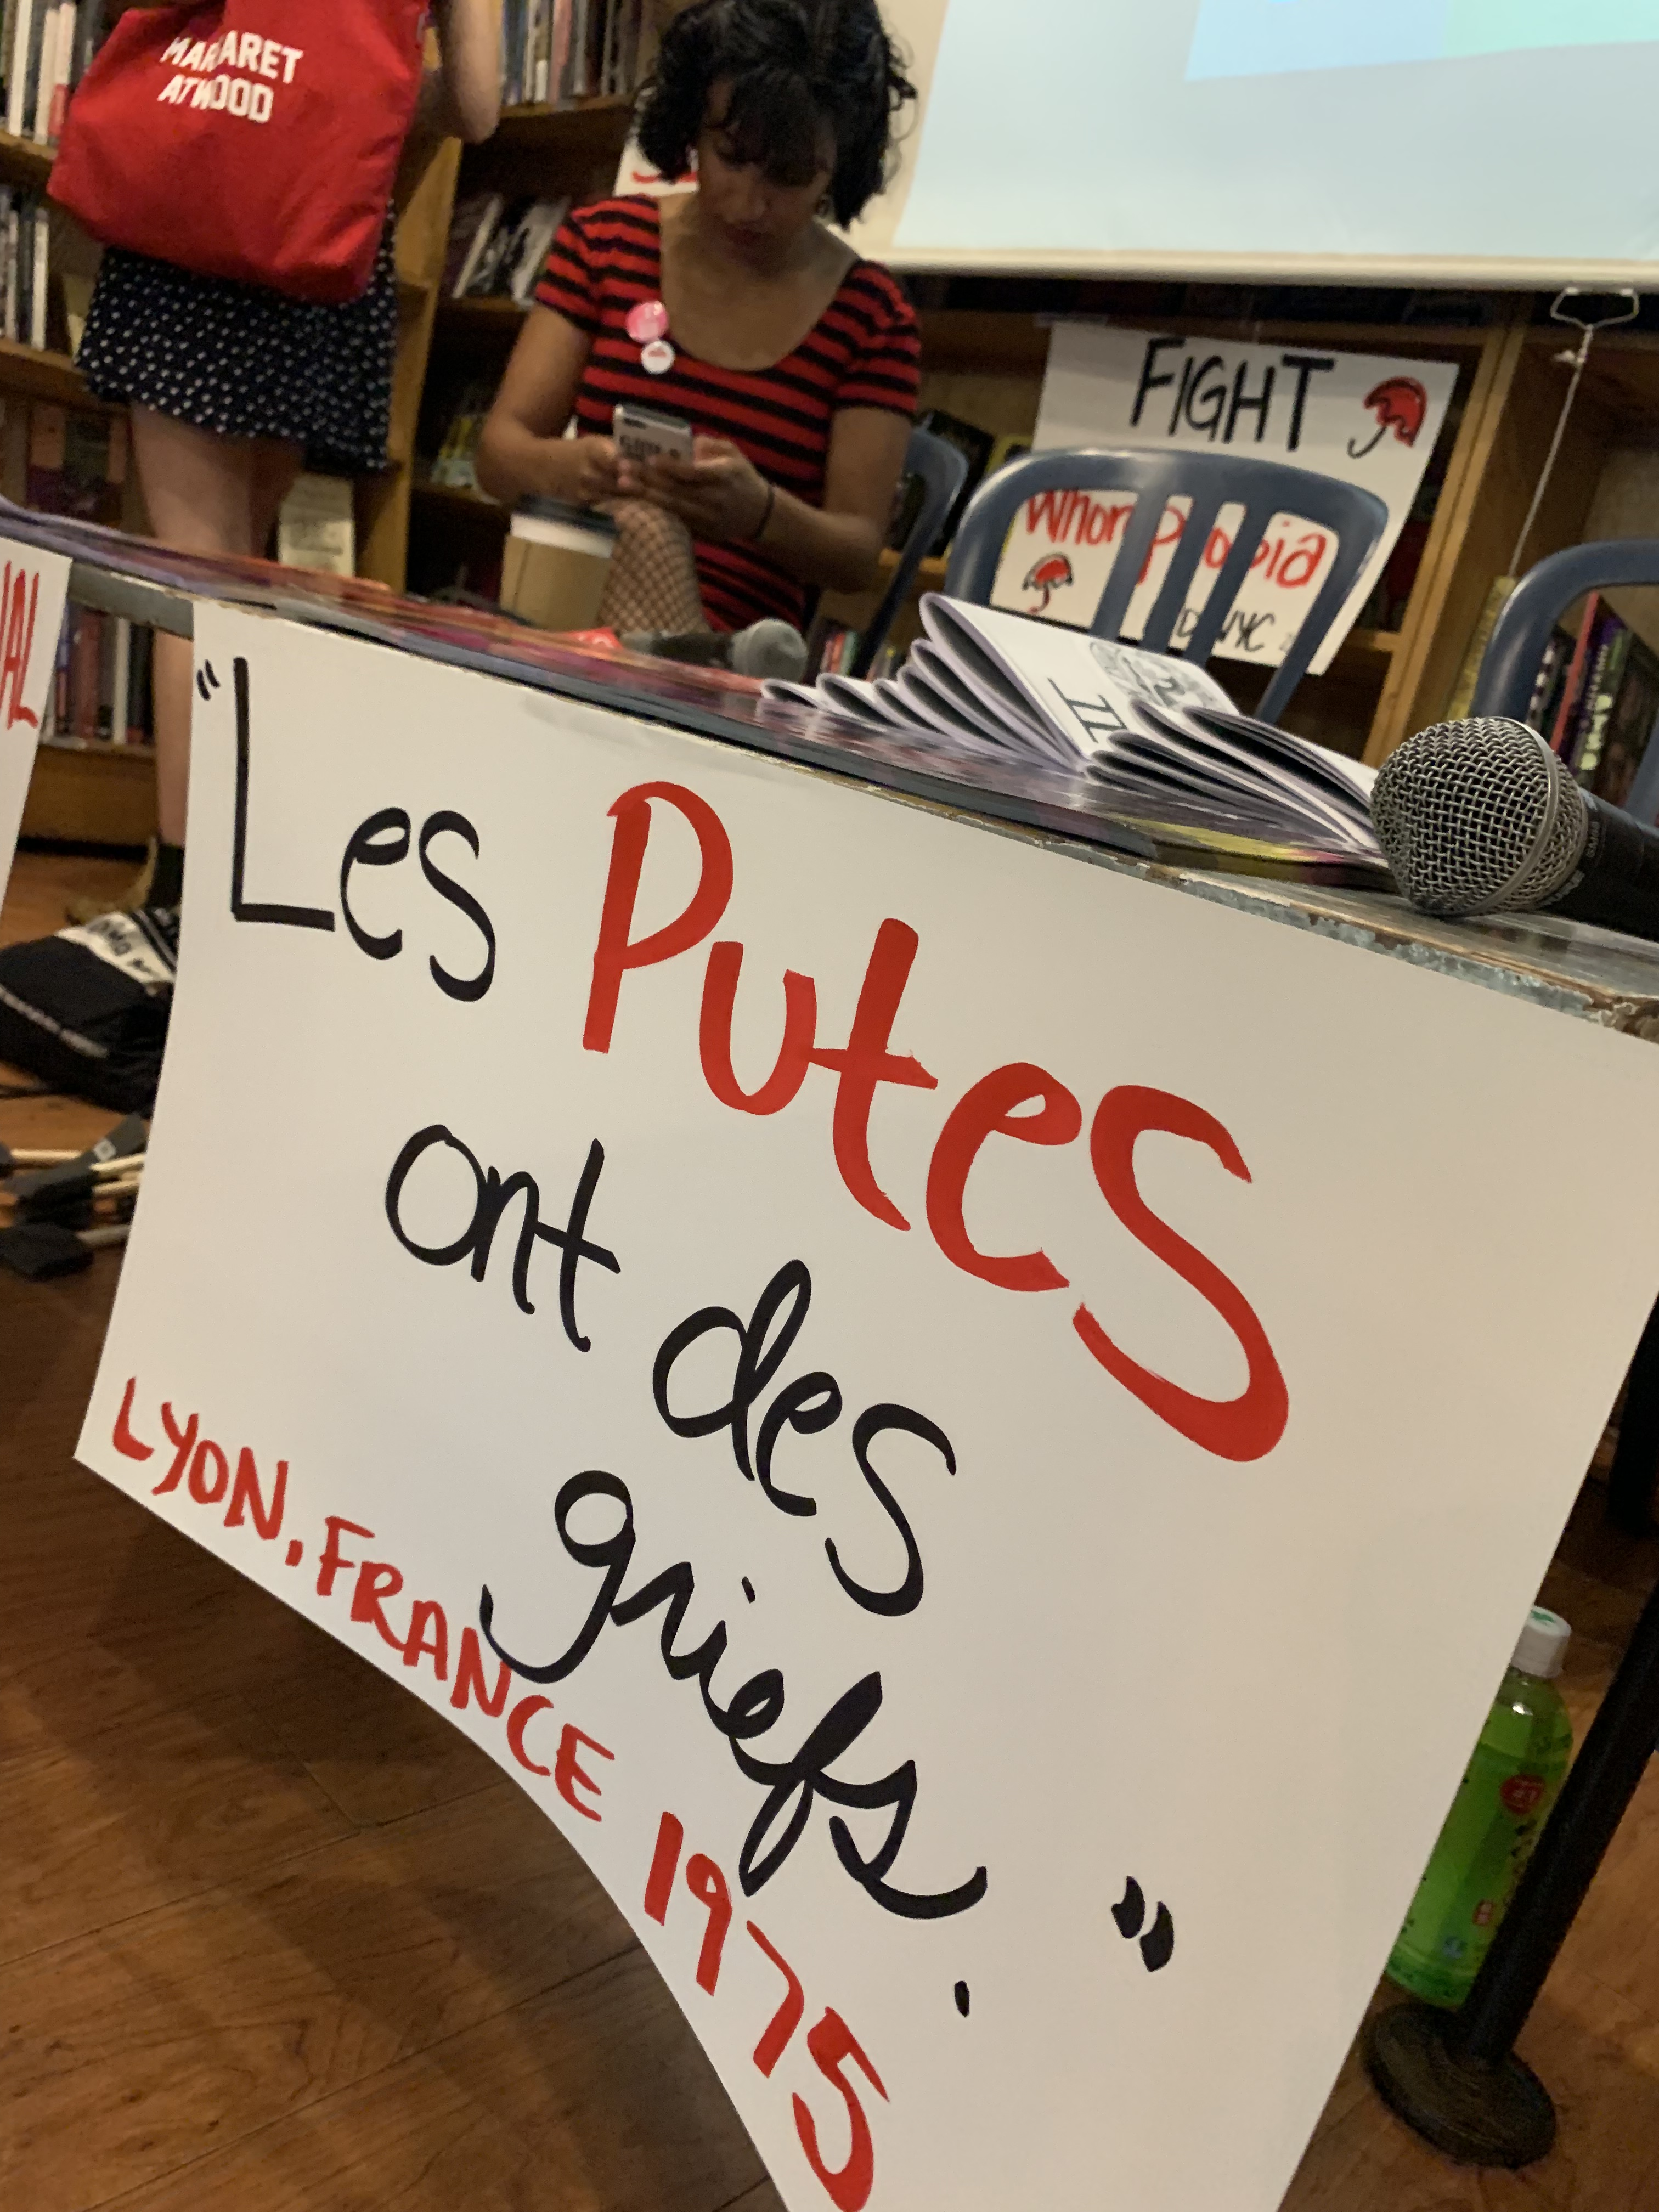 MARGARET
ATWOOD
FIGHT
"Les Putes
ont des
griefs."
LYON, FRANCE 1975